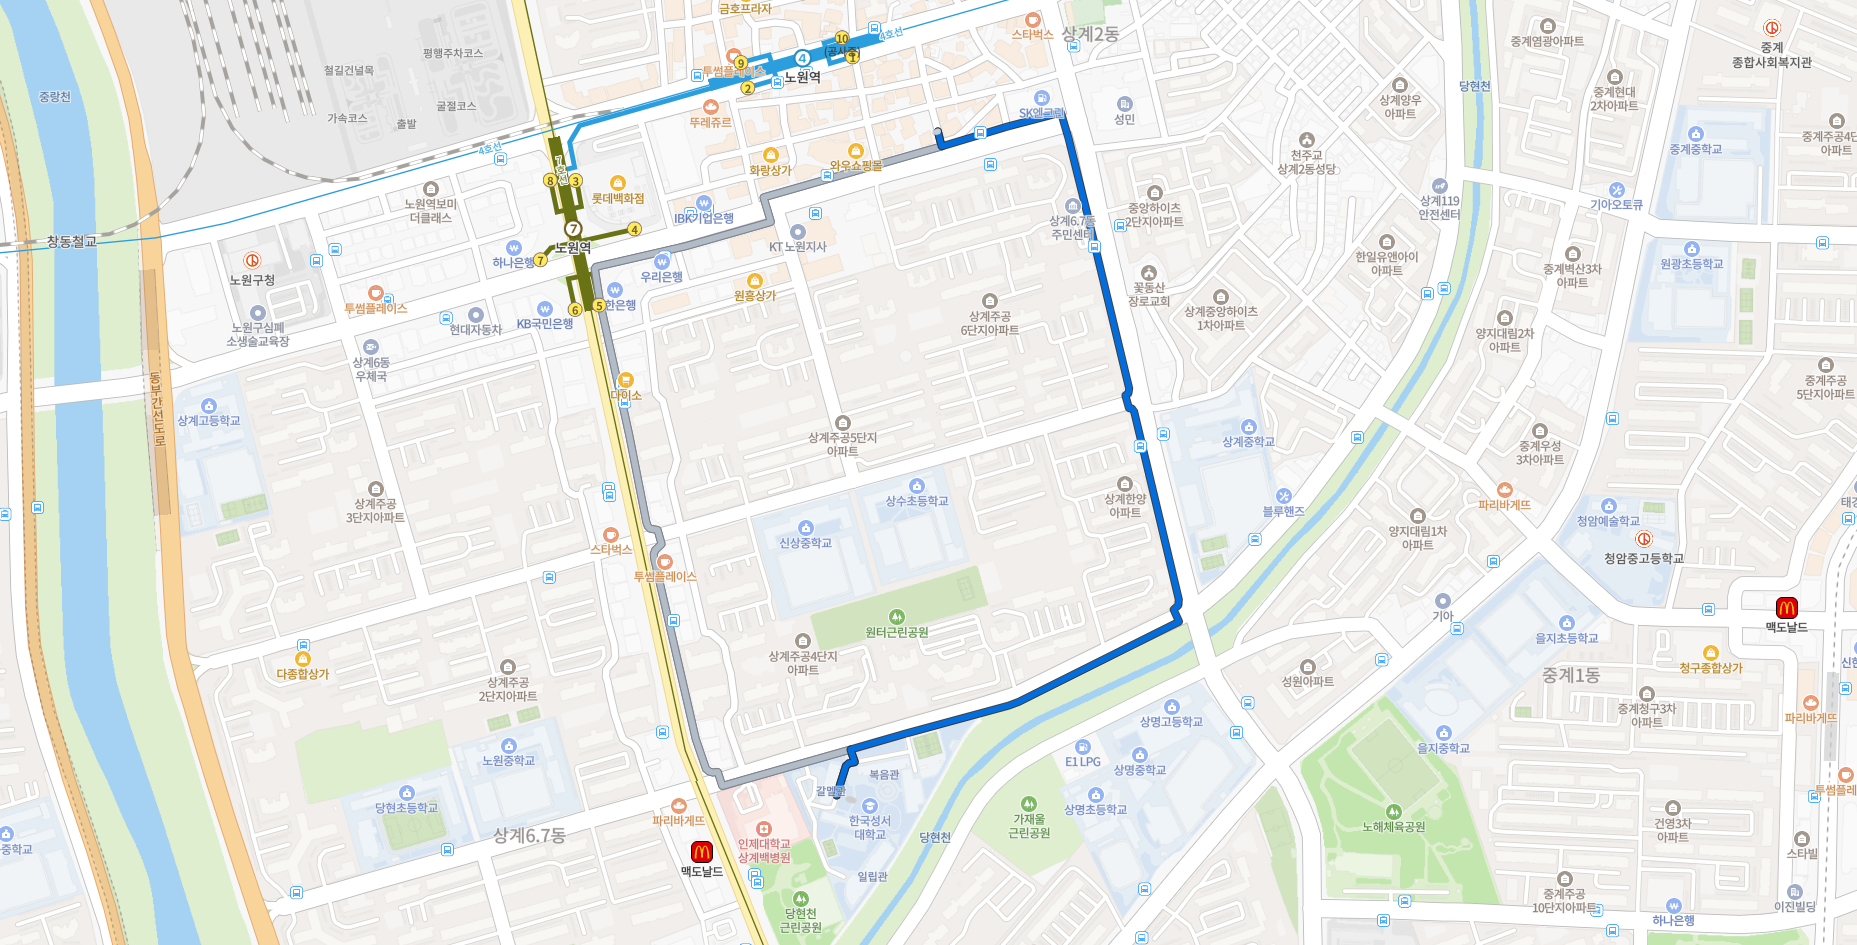 금호프라자
평행주차코스
철길건널목
굴절코스
가속코스
출발
중랑천
10
(공사중)
4호선
스타벅스
상계2동
9
4
1
투썸플레이스
노원역
2
뚜레쥬르
SK엔크린
성민
중계염광아파트
중계
종합사회복지관
당현천
중계현대
2차아파트
상계양우
아파트
중계주공4단
아파트
중계중학교
4호선
7호선
8
3
화랑상가
와우쇼핑몰
천주교
상계2동성당
노원역보미
더클래스
롯데백화점
IBK기업은행
상계6.7동
주민센터
중앙하이츠
2단지아파트
상계119
안전센터
기아오토큐
창동철교
7
노원역
4
7
하나은행
KT노원지사
한일유앤아이
아파트
중계벽산3차
아파트
원광초등학교
노원구청
우리은행
원흥상가
꽃동산
장로교회
투썸플레이스
노원구심폐
소생술교육장
현대자동차
KB국민은행
6
5
한은행
상계주공
6단지아파트
상계중앙하이츠
1차아파트
양지대림2차
아파트
상계6동
우체국
다이소
동부간선도로
상계고등학교
중계주공
5단지아파트
상계주공5단지
아파트
상계중학교
중계우성
3차아파트
상계주공
3단지아파트
상수초등학교
상계한양
아파트
블루핸즈
파리바게뜨
태강
신상중학교
양지대림1차
아파트
청암예술학교
스타벅스
투썸플레이스
청암중고등학교
원터근린공원
기아
을지초등학교
맥도날드
다종합상가
상계주공
2단지아파트
상계주공4단지
아파트
성원아파트
중계1동
청구종합상가
신한
중계청구3차
아파트
파리바게뜨
상명고등학교
을지중학교
노원중학교
E1 LPG
상명중학교
복음관
갈멜관
당현초등학교
한국성서
대학교
상명초등학교
가재울
근린공원
노해체육공원
투썸플레
파리바게뜨
상계6.7동
당현천
인제대학교
상계백병원
건영3차
아파트
스타빌
중학교
맥도날드
일립관
당현천
근린공원
중계주공
10단지아파트
하나은행
이진빌딩